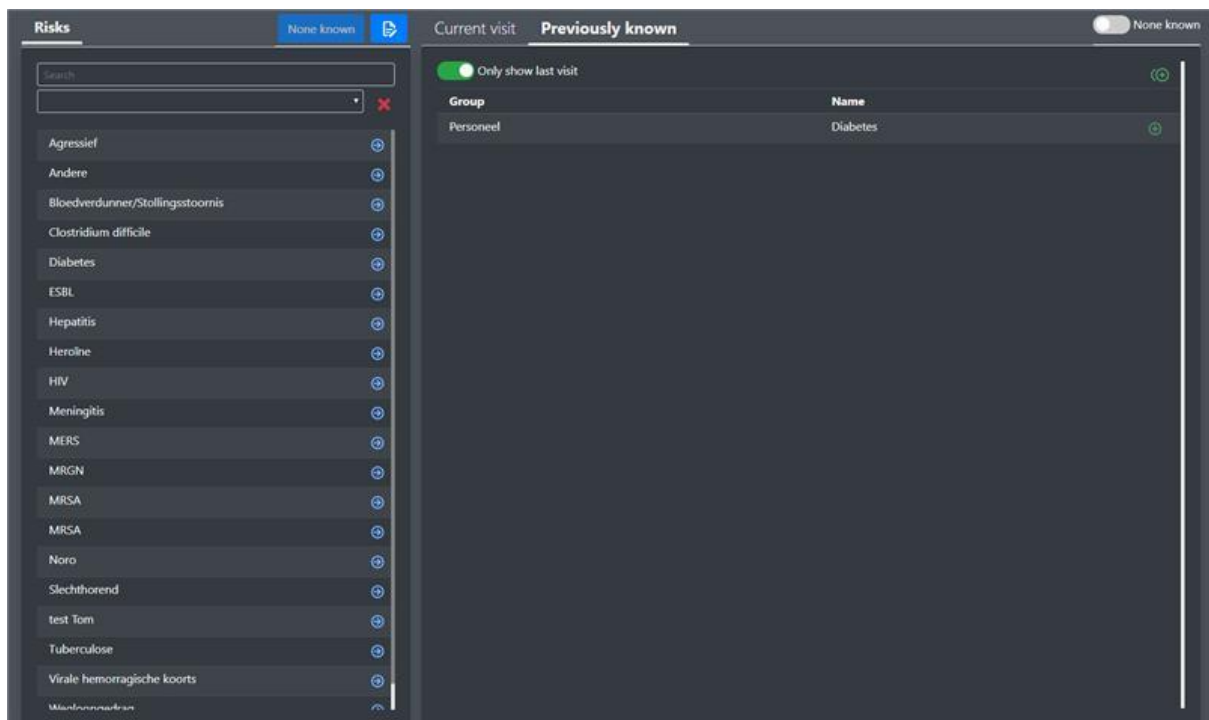 Risks
None known
Current visit
Previously known
None known
Search
Only show last visit
Group Name
Personeel Diabetes
Agressief
Andere
Bloedverdunner/Stollingsstoornis
Clostridium difficile
Diabetes
ESBL
Hepatitis
Heroïne
HIV
Meningitis
MERS
MRGN
MRSA
MRSA
Noro
Slechthorend
test Tom
Tuberculose
Virale hemorragische koorts